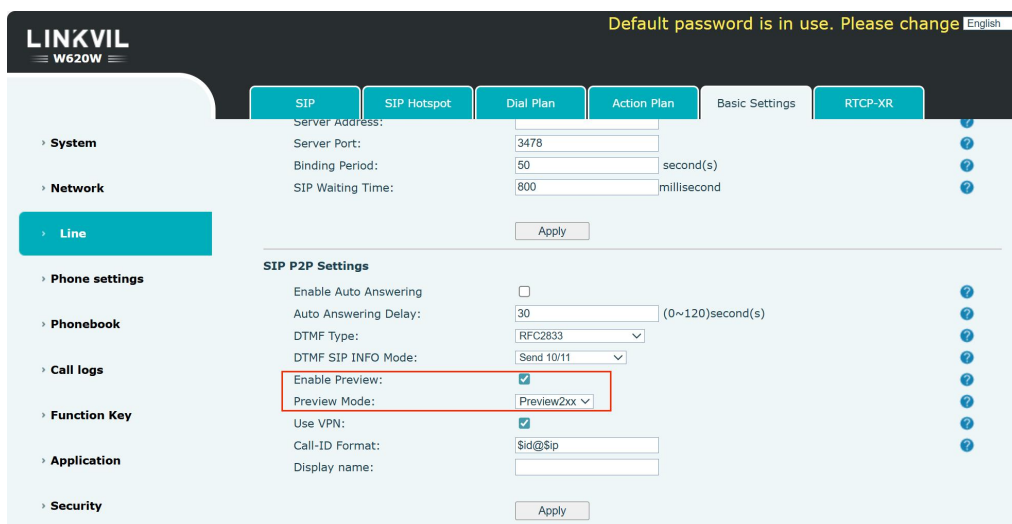 Default password is in use. Please change English
LINKVIL
W620W
SIP SIP Hotspot Dial Plan Action Plan Basic Settings RTCP-XR
› System
› Network
› Line
› Phone settings
› Phonebook
› Call logs
› Function Key
› Application
› Security
Server Address:
Server Port: 3478
Binding Period: 50 second(s)
SIP Waiting Time: 800 millisecond
Apply
SIP P2P Settings
Enable Auto Answering
Auto Answering Delay: 30 (0~120)second(s)
DTMF Type: RFC2833
DTMF SIP INFO Mode: Send 10/11
Enable Preview:
Preview Mode: Preview2xx
Use VPN:
Call-ID Format: $id@$ip
Display name:
Apply